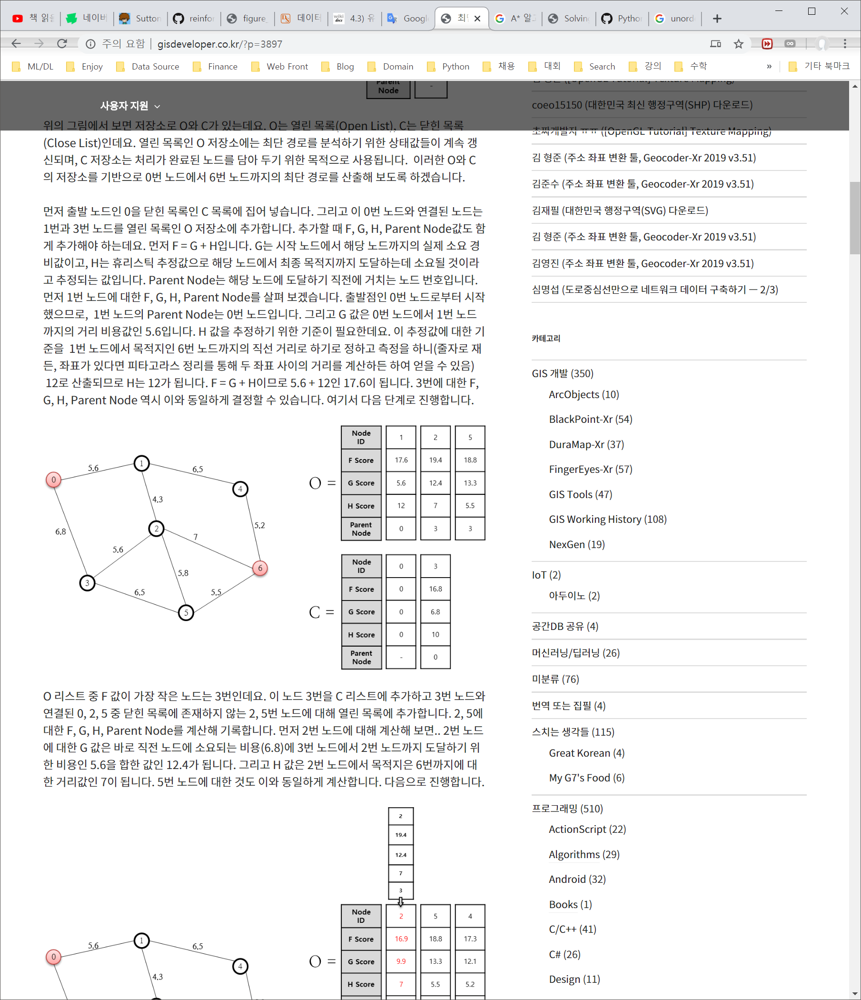 책 읽을
네이버
Sutton
reinfor
figure_
데이터
4.3) 유
Google
최단
A* 알고
Solving
Python
unord
주의 요함
gisdeveloper.co.kr/?p=3897
ML/DL
Enjoy
Data Source
Finance
Web Front
Blog
Domain
Python
채용
대회
Search
강의
수학
»
기타 북마크
Parent
Node
-
사용자 지원
위의 그림에서 보면 저장소로 O와 C가 있는데요. O는 열린 목록(Open List), C는 닫힌 목록
(Close List)인데요. 열린 목록인 O 저장소에는 최단 경로를 분석하기 위한 상태값들이 계속 갱
신되며, C 저장소는 처리가 완료된 노드를 담아 두기 위한 목적으로 사용됩니다. 이러한 O와 C
의 저장소를 기반으로 0번 노드에서 6번 노드까지의 최단 경로를 산출해 보도록 하겠습니다.
먼저 출발 노드인 0을 닫힌 목록인 C 목록에 집어 넣습니다. 그리고 이 0번 노드와 연결된 노드는
1번과 3번 노드를 열린 목록인 O 저장소에 추가합니다. 추가할 때 F, G, H, Parent Node값도 함
게 추가해야 하는데요. 먼저 F = G + H입니다. G는 시작 노드에서 해당 노드까지의 실제 소요 경
비값이고, H는 휴리스틱 추정값으로 해당 노드에서 최종 목적지까지 도달하는데 소요될 것이라
고 추정되는 값입니다. Parent Node는 해당 노드에 도달하기 직전에 거치는 노드 번호입니다.
먼저 1번 노드에 대한 F, G, H, Parent Node를 살펴 보겠습니다. 출발점인 0번 노드로부터 시작
했으므로, 1번 노드의 Parent Node는 0번 노드입니다. 그리고 G 값은 0번 노드에서 1번 노드
까지의 거리 비용값인 5.6입니다. H 값을 추정하기 위한 기준이 필요한데요. 이 추정값에 대한 기
준을 1번 노드에서 목적지인 6번 노드까지의 직선 거리로 하기로 정하고 측정을 하니(줄자로 재
든, 좌표가 있다면 피타고라스 정리를 통해 두 좌표 사이의 거리를 계산하든 하여 얻을 수 있음)
12로 산출되므로 H는 12가 됩니다. F = G + H이므로 5.6 + 12인 17.6이 됩니다. 3번에 대한 F,
G, H, Parent Node 역시 이와 동일하게 결정할 수 있습니다. 여기서 다음 단계로 진행합니다.
0
1
2
3
4
5
6
5.6
6.5
4.3
5.2
6.8
7
5.6
5.8
6.5
5.5
O =
Node ID 1 2 5
F Score 17.6 19.4 18.8
G Score 5.6 12.4 13.3
H Score 12 7 5.5
Parent Node 0 3 3
C =
Node ID 0 3
F Score 0 16.8
G Score 0 6.8
H Score 0 10
Parent Node - 0
O 리스트 중 F 값이 가장 작은 노드는 3번인데요. 이 노드 3번을 C 리스트에 추가하고 3번 노드와
연결된 0, 2, 5 중 닫힌 목록에 존재하지 않는 2, 5번 노드에 대해 열린 목록에 추가합니다. 2, 5에
대한 F, G, H, Parent Node를 계산해 기록합니다. 먼저 2번 노드에 대해 계산해 보면.. 2번 노드
에 대한 G 값은 바로 직전 노드에 소요되는 비용(6.8)에 3번 노드에서 2번 노드까지 도달하기 위
한 비용인 5.6을 합한 값인 12.4가 됩니다. 그리고 H 값은 2번 노드에서 목적지은 6번까지에 대
한 거리값인 7이 됩니다. 5번 노드에 대한 것도 이와 동일하게 계산합니다. 다음으로 진행합니다.
2
19.4
12.4
7
3
O =
Node ID 2 5 4
F Score 16.9 18.8 17.3
G Score 9.9 13.3 12.1
H Score 7 5.5 5.2
0
1
4
5.6
6.5
4.3
coeo15150 (대한민국 최신 행정구역(SHP) 다운로드)
초짜개발자 ㅠㅠ ([OpenGL Tutorial] Texture Mapping)
김 형준 (주소 좌표 변환 툴, Geocoder-Xr 2019 v3.51)
김준수 (주소 좌표 변환 툴, Geocoder-Xr 2019 v3.51)
김재필 (대한민국 행정구역(SVG) 다운로드)
김 형준 (주소 좌표 변환 툴, Geocoder-Xr 2019 v3.51)
김영진 (주소 좌표 변환 툴, Geocoder-Xr 2019 v3.51)
심명섭 (도로중심선만으로 네트워크 데이터 구축하기 — 2/3)
카테고리
GIS 개발 (350)
ArcObjects (10)
BlackPoint-Xr (54)
DuraMap-Xr (37)
FingerEyes-Xr (57)
GIS Tools (47)
GIS Working History (108)
NexGen (19)
IoT (2)
아두이노 (2)
공간DB 공유 (4)
머신러닝/딥러닝 (26)
미분류 (76)
번역 또는 집필 (4)
스치는 생각들 (115)
Great Korean (4)
My G7's Food (6)
프로그래밍 (510)
ActionScript (22)
Algorithms (29)
Android (32)
Books (1)
C/C++ (41)
C# (26)
Design (11)